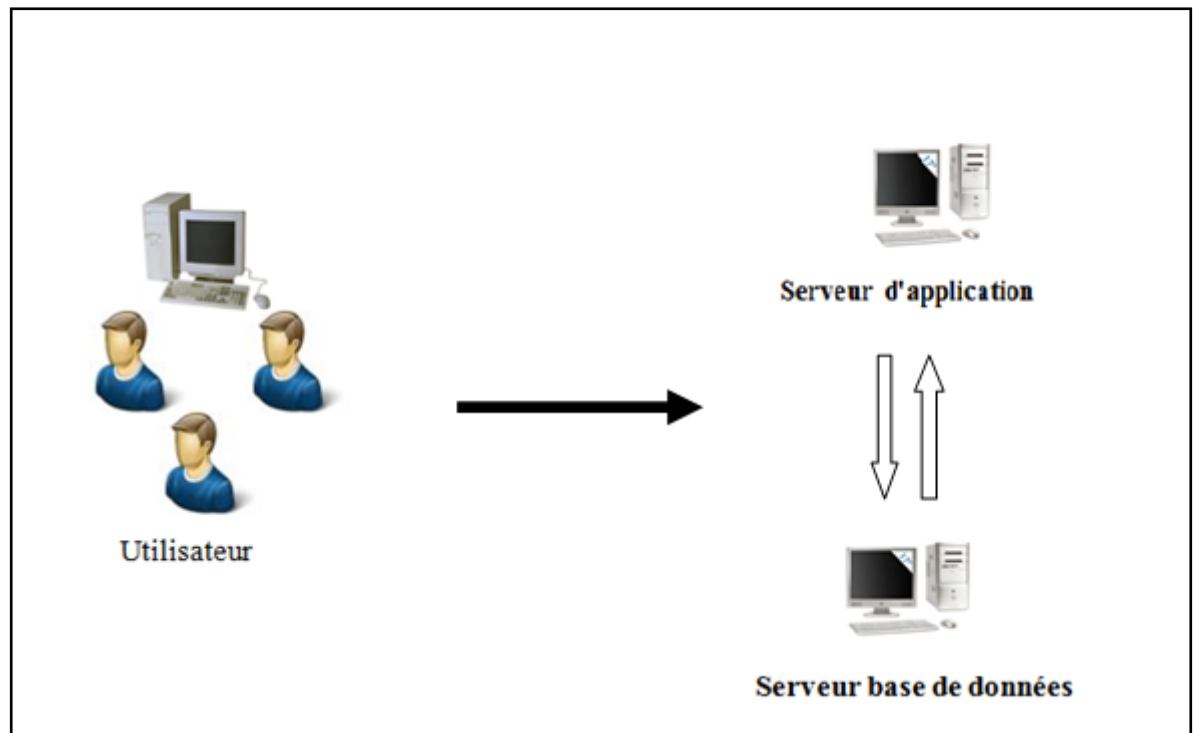 Serveur d'application
Utilisateur
Serveur base de données